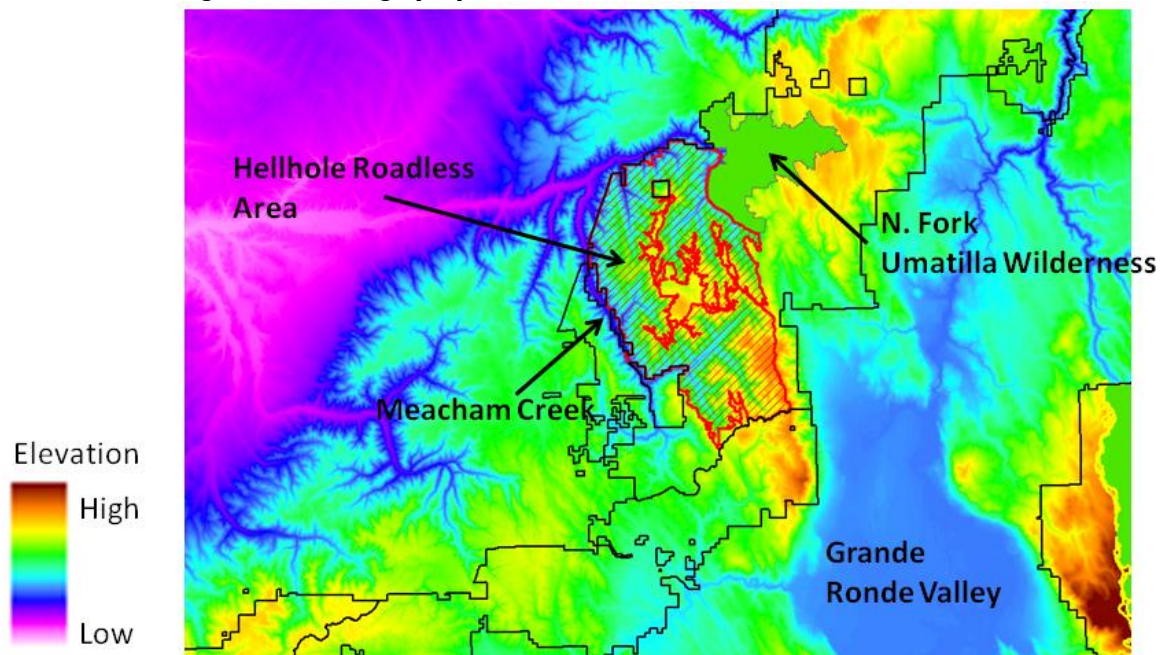 Hellhole Roadless
Area
N. Fork
Umatilla Wilderness
Meacham Creek
Elevation
High
Low
Grande
Ronde Valley